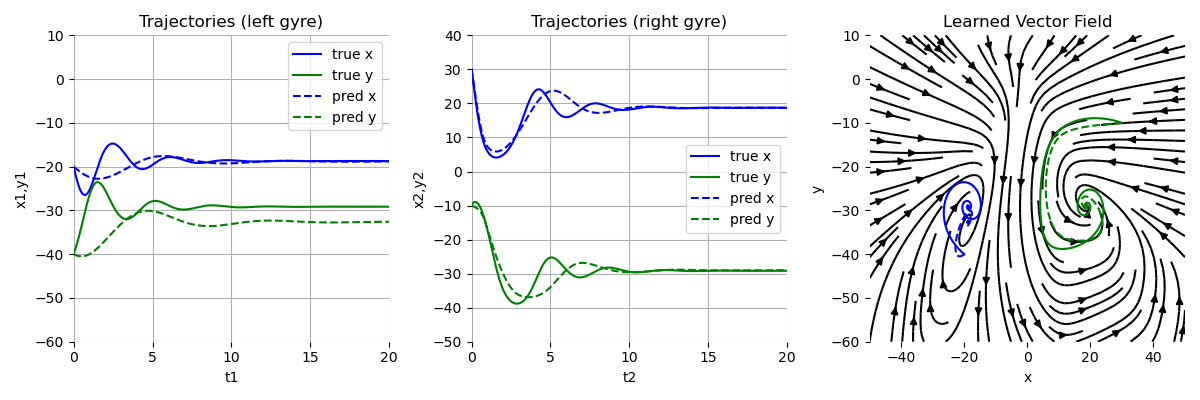 Trajectories (left gyre)
10
0
−10
−20
−30
−40
−50
−60
x1,y1
0
5
10
15
20
t1
true x
true y
pred x
pred y
Trajectories (right gyre)
40
30
20
10
0
−10
−20
−30
−40
−50
x2,y2
0
5
10
15
20
t2
true x
true y
pred x
pred y
Learned Vector Field
10
0
−10
−20
−30
−40
−50
−60
y
−40
−20
0
20
40
x